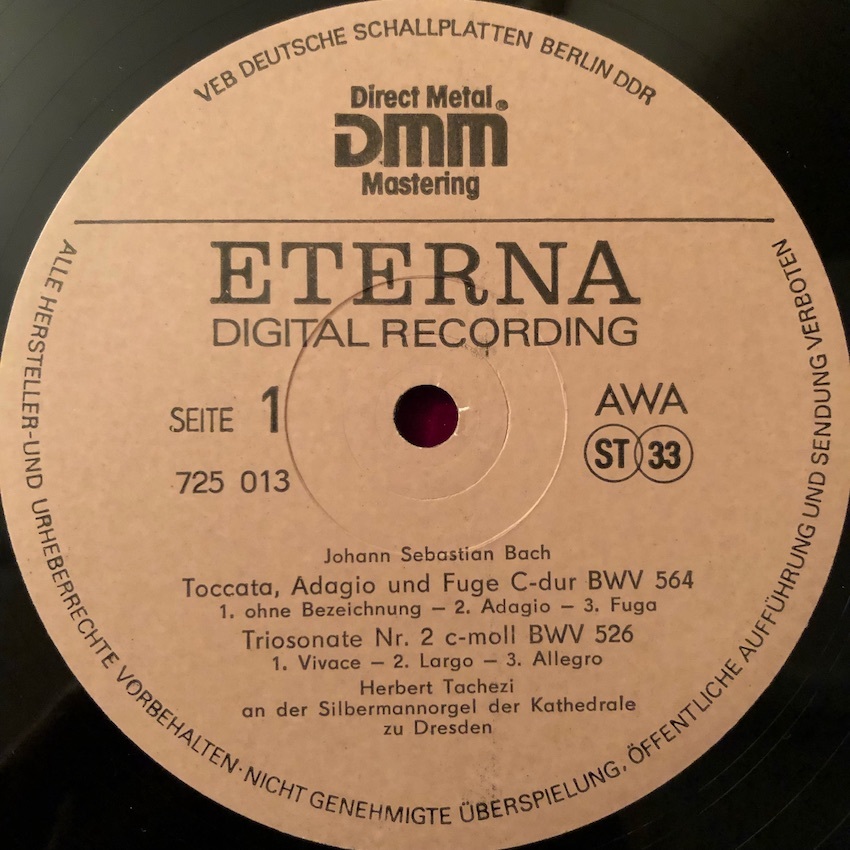 VEB DEUTSCHE SCHALLPLATTEN BERLIN DDR
Direct Metal ®
DMM
Mastering
ETERNA
DIGITAL RECORDING
SEITE 1
AWA
725 013
ST 33
Johann Sebastian Bach
Toccata, Adagio und Fuge C-dur BWV 564
1. ohne Bezeichnung – 2. Adagio – 3. Fuga
Triosonate Nr. 2 c-moll BWV 526
1. Vivace – 2. Largo – 3. Allegro
Herbert Tachezi
an der Silbermannorgel der Kathedrale
zu Dresden
ALLE HERSTELLER-UND URHEBERRECHTE VORBEHALTEN·NICHT GENEHMIGTE ÜBERSPIELUNG, ÖFFENTLICHE AUFFÜHRUNG UND SENDUNG VERBOTEN